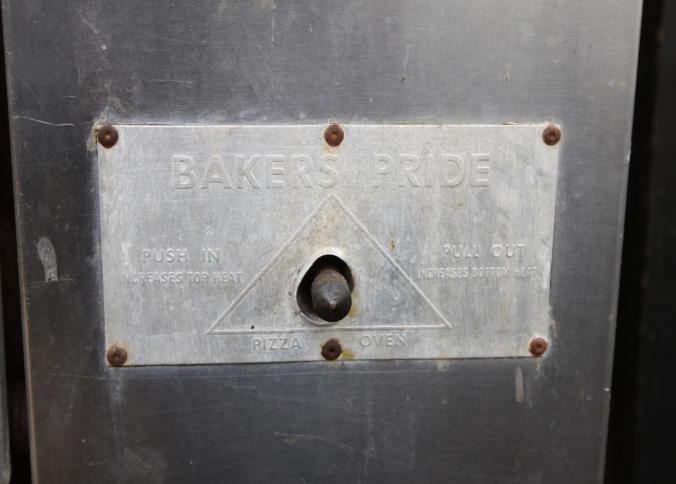 BAKERS PRIDE
PUSH IN
INCREASES TOP HEAT
PULL OUT
INCREASES BOTTOM HEAT
PIZZA OVEN